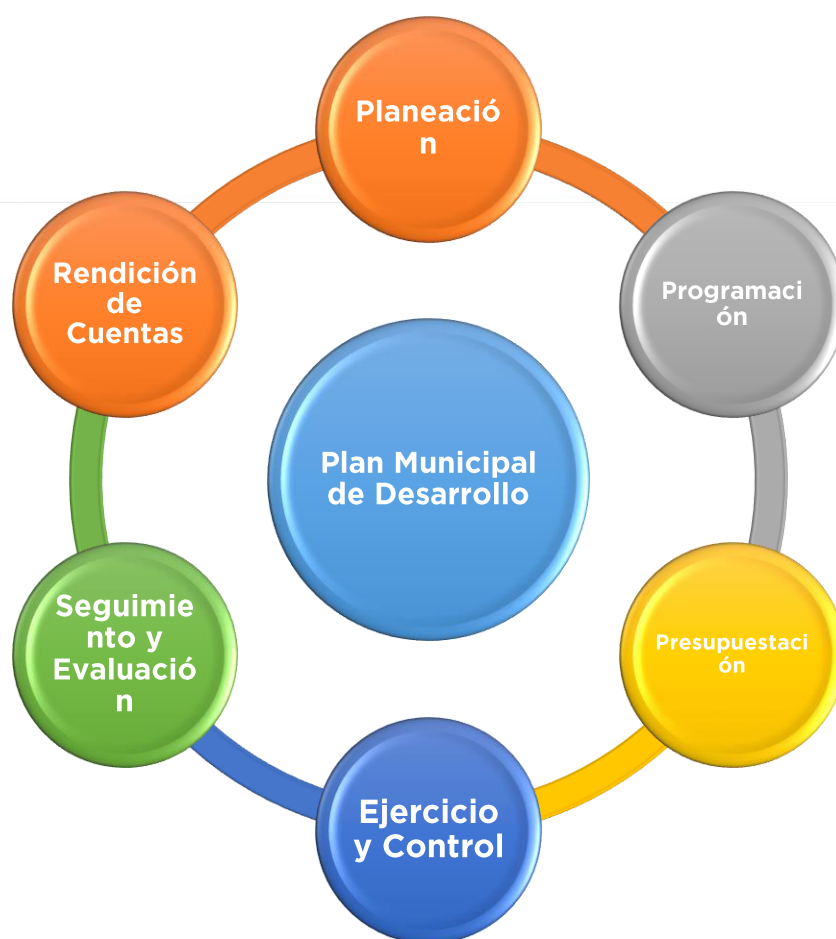 Planeació
n
Programaci
ón
Presupuestaci
ón
Ejercicio
y Control
Seguimie
nto y
Evaluació
n
Rendición
de
Cuentas
Plan Municipal
de Desarrollo